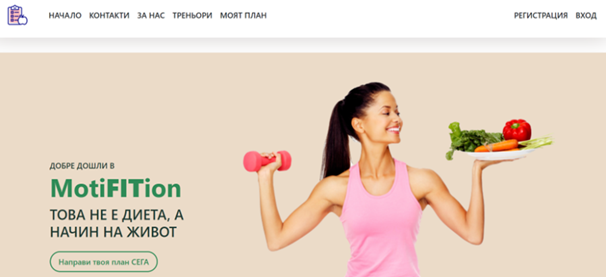 НАЧАЛО КОНТАКТИ ЗА НАС ТРЕНЬОРИ МОЯТ ПЛАН РЕГИСТРАЦИЯ ВХОД
ДОБРЕ ДОШЛИ В
MotiFITion
ТОВА НЕ Е ДИЕТА, А
НАЧИН НА ЖИВОТ
Направи твоя план СЕГА